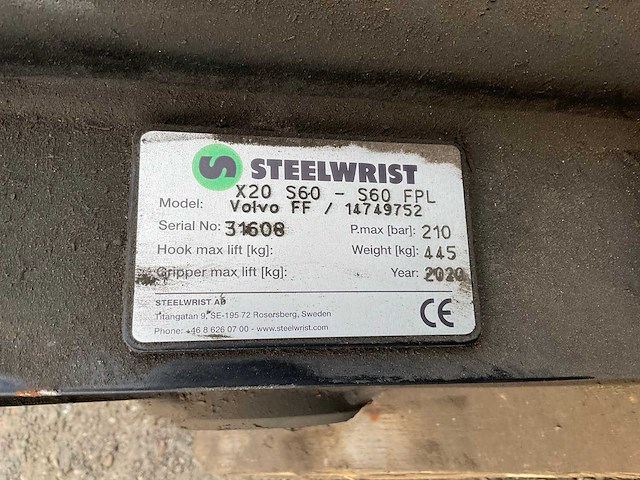 STEELWRIST
X20 S60 - S60 FPL
Model: Volvo FF / 14749752
Serial No: 31608 P.max [bar]: 210
Hook max lift [kg]: Weight [kg]: 445
Gripper max lift [kg]: Year: 2020
STEELWRIST AB
Titangatan 9, SE-195 72 Rosersberg, Sweden
Phone: +46 8 626 07 00 - www.steelwrist.com
CE